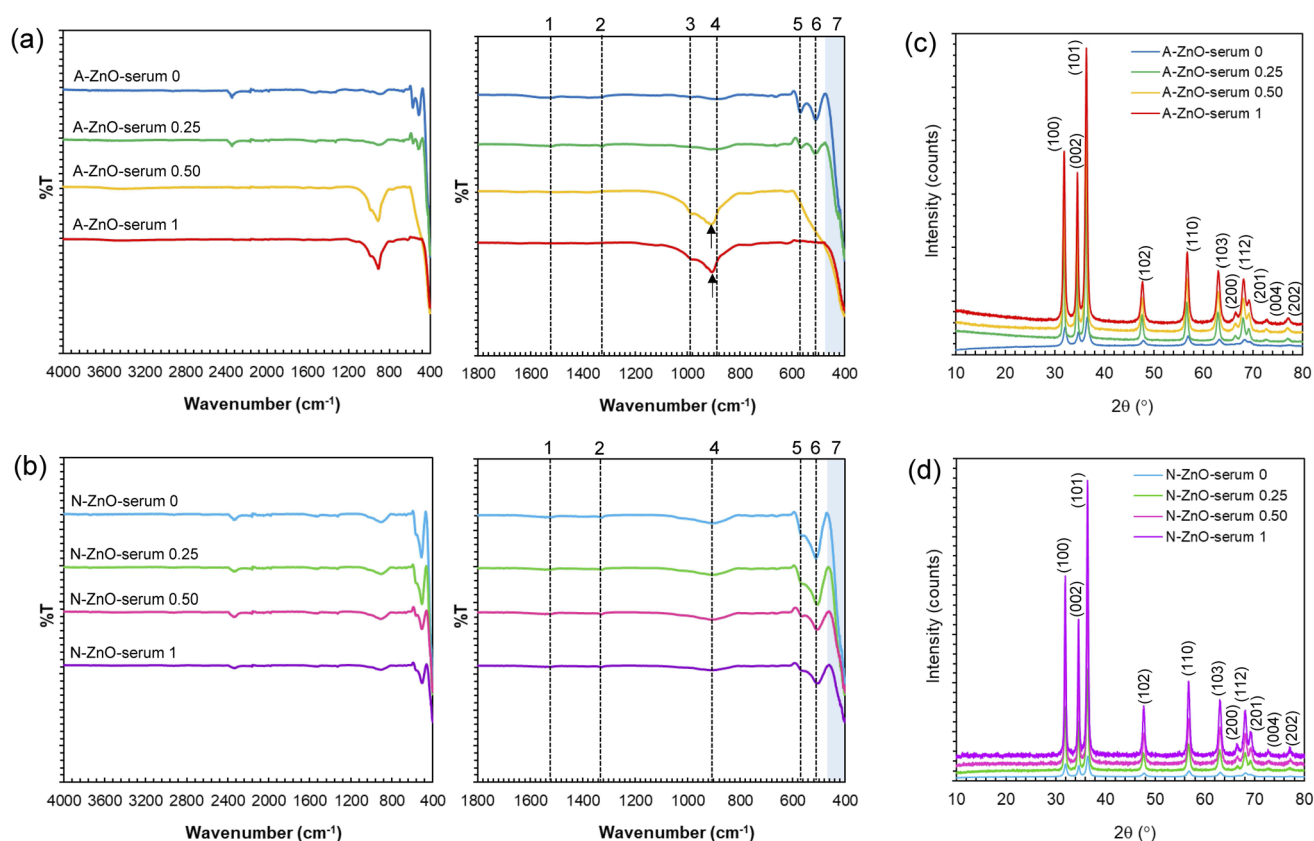 (a)
A-ZnO-serum 0
A-ZnO-serum 0.25
A-ZnO-serum 0.50
A-ZnO-serum 1
%T
4000 3600 3200 2800 2400 2000 1600 1200 800 400
Wavenumber (cm⁻¹)
1 2 3 4 5 6 7
%T
1800 1600 1400 1200 1000 800 600 400
Wavenumber (cm⁻¹)
(c)
A-ZnO-serum 0
A-ZnO-serum 0.25
A-ZnO-serum 0.50
A-ZnO-serum 1
(100)
(002)
(101)
(102)
(110)
(103)
(200)
(112)
(201)
(004)
(202)
Intensity (counts)
10 20 30 40 50 60 70 80
2θ (°)
(b)
N-ZnO-serum 0
N-ZnO-serum 0.25
N-ZnO-serum 0.50
N-ZnO-serum 1
%T
4000 3600 3200 2800 2400 2000 1600 1200 800 400
Wavenumber (cm⁻¹)
1 2 4 5 6 7
%T
1800 1600 1400 1200 1000 800 600 400
Wavenumber (cm⁻¹)
(d)
N-ZnO-serum 0
N-ZnO-serum 0.25
N-ZnO-serum 0.50
N-ZnO-serum 1
(100)
(002)
(101)
(102)
(110)
(103)
(200)
(112)
(201)
(004)
(202)
Intensity (counts)
10 20 30 40 50 60 70 80
2θ (°)